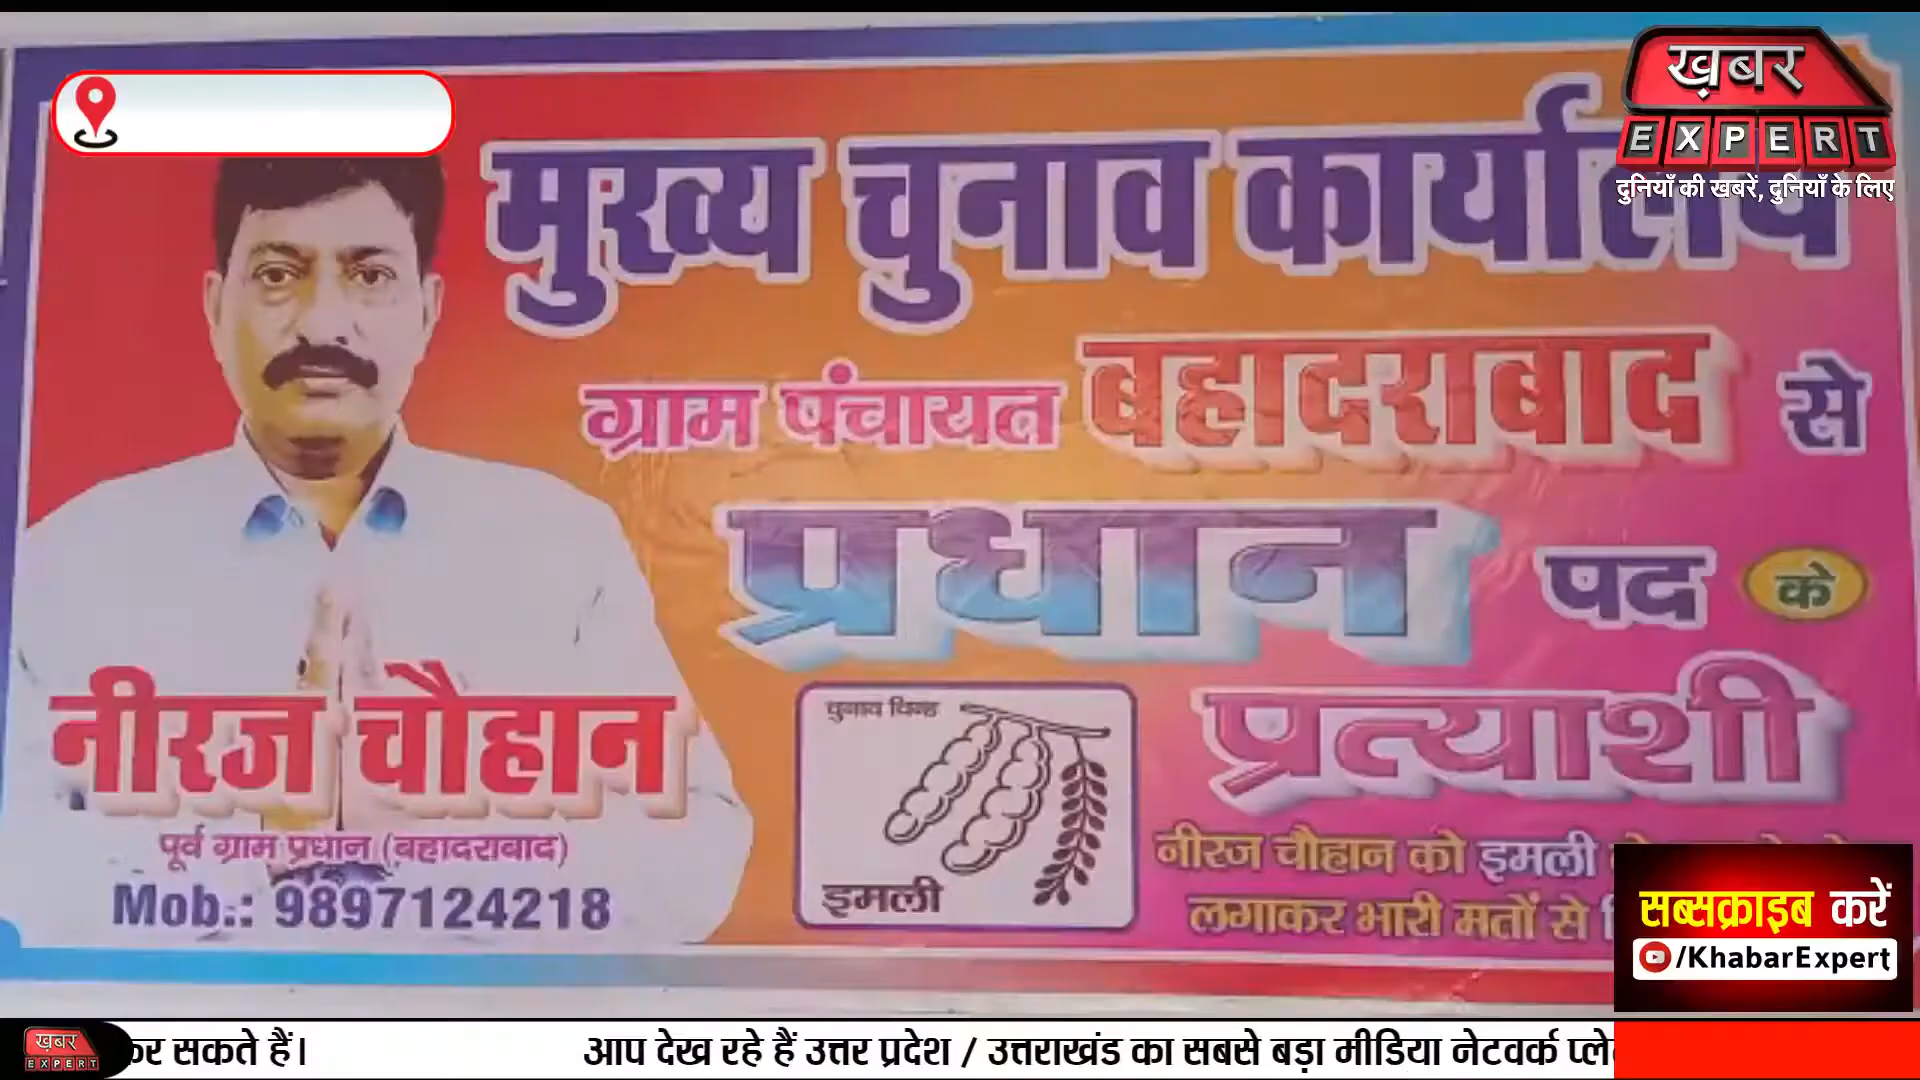 मुख्य चुनाव कार्यालय
ग्राम पंचायत बहादराबाद से
प्रधान पद के
प्रत्याशी
नीरज चौहान
पूर्व ग्राम प्रधान (बहादराबाद)
Mob.: 9897124218
चुनाव चिन्ह
इमली
नीरज चौहान को इमली
लगाकर भारी मतों से
ख़बर
EXPERT
दुनियाँ की खबरें, दुनियाँ के लिए
सब्सक्राइब करें
/KhabarExpert
ख़बर
EXPERT
कर सकते हैं। आप देख रहे हैं उत्तर प्रदेश / उत्तराखंड का सबसे बड़ा मीडिया नेटवर्क